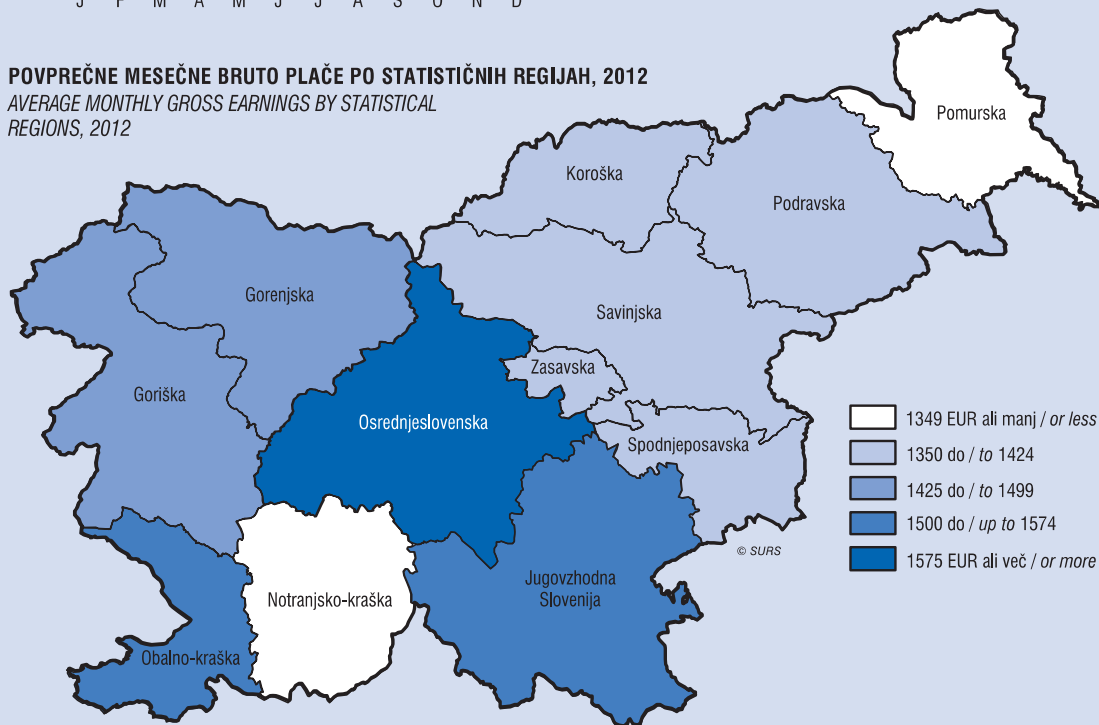 J F M A M J J A S O N D
POVPREČNE MESEČNE BRUTO PLAČE PO STATISTIČNIH REGIJAH, 2012
AVERAGE MONTHLY GROSS EARNINGS BY STATISTICAL
REGIONS, 2012
Pomurska
Koroška
Podravska
Gorenjska
Savinjska
Zasavska
Goriška
Osrednjeslovenska
Spodnjeposavska
1349 EUR ali manj / or less
1350 do / to 1424
1425 do / to 1499
1500 do / up to 1574
1575 EUR ali več / or more
© SURS
Jugovzhodna
Slovenija
Notranjsko-kraška
Obalno-kraška